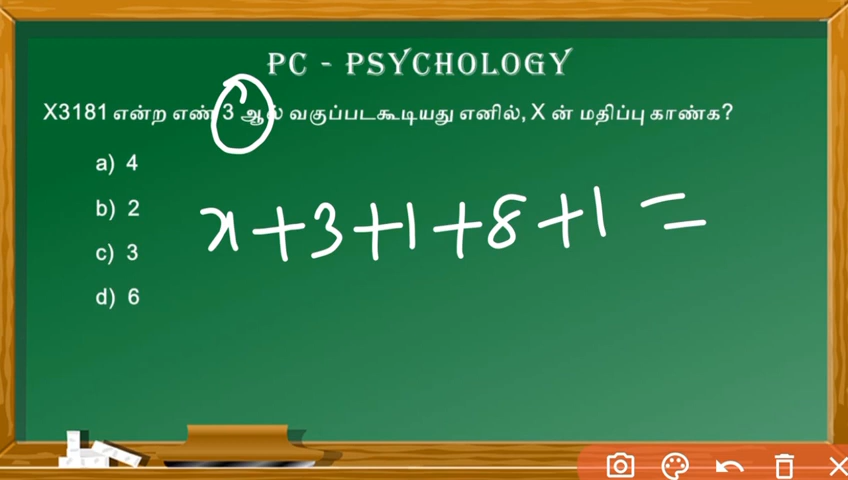 PC - PSYCHOLOGY
X3181 என்ற எண் 3 ஆல் வகுப்படகூடியது எனில், X ன் மதிப்பு காண்க?
a) 4
b) 2
x+3+1+8+1 =
c) 3
d) 6